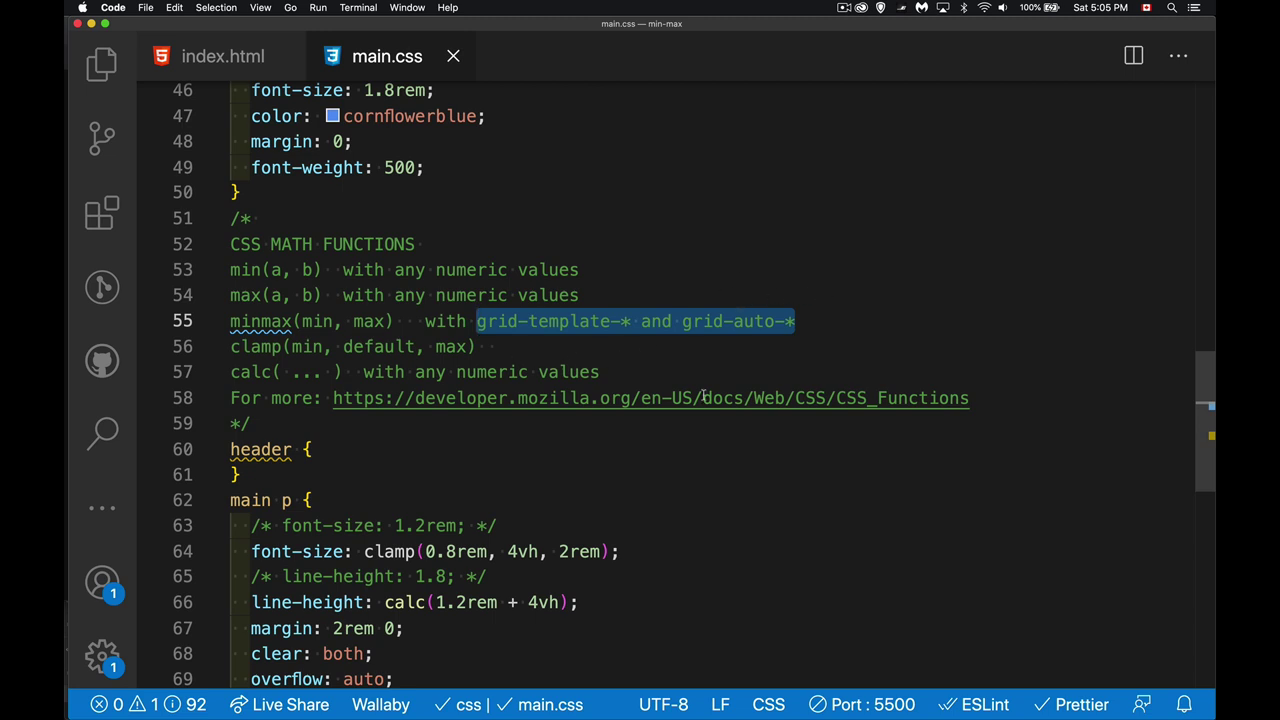 Code File Edit Selection View Go Run Terminal Window Help 100% Sat 5:05 PM
main.css — min-max
index.html main.css
46 font-size: 1.8rem;
47 color: cornflowerblue;
48 margin: 0;
49 font-weight: 500;
50 }
51 /*
52 CSS MATH FUNCTIONS
53 min(a, b) with any numeric values
54 max(a, b) with any numeric values
55 minmax(min, max) with grid-template-* and grid-auto-*
56 clamp(min, default, max)
57 calc( ... ) with any numeric values
58 For more: https://developer.mozilla.org/en-US/docs/Web/CSS/CSS_Functions
59 */
60 header {
61 }
62 main p {
63 /* font-size: 1.2rem; */
64 font-size: clamp(0.8rem, 4vh, 2rem);
65 /* line-height: 1.8; */
66 line-height: calc(1.2rem + 4vh);
67 margin: 2rem 0;
68 clear: both;
69 overflow: auto;
1
1
0 1 92 Live Share Wallaby ✓ css | ✓ main.css UTF-8 LF CSS Port : 5500 ✓ ESLint ✓ Prettier